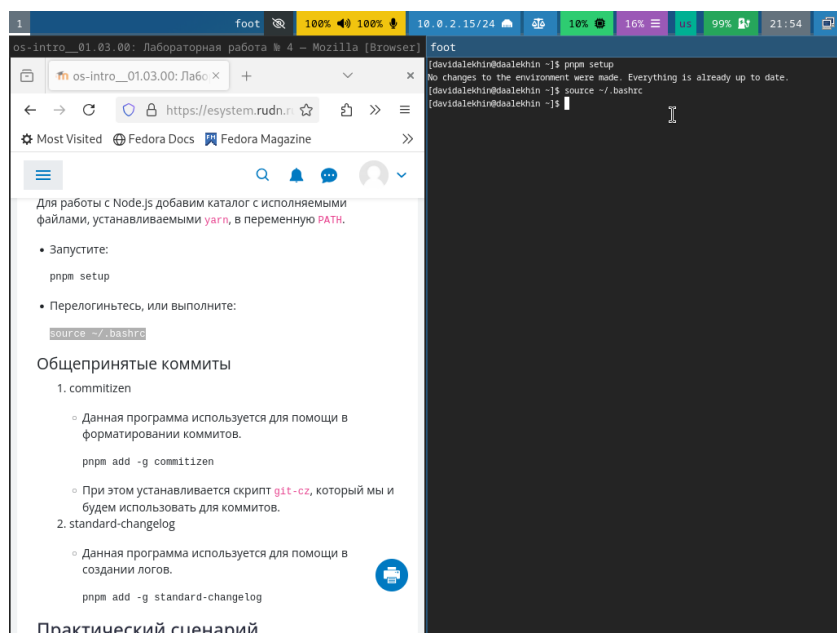 1 foot 100% 100% 10.0.2.15/24 10% 16% us 99% 21:54
os-intro__01.03.00: Лабораторная работа № 4 — Mozilla [Browser]
os-intro__01.03.00: Лабо
https://esystem.rudn.r
Most Visited Fedora Docs Fedora Magazine
Для работы с Node.js добавим каталог с исполняемыми
файлами, устанавливаемыми yarn, в переменную PATH.
• Запустите:
pnpm setup
• Перелогиньтесь, или выполните:
source ~/.bashrc
Общепринятые коммиты
1. commitizen
Данная программа используется для помощи в
форматировании коммитов.
pnpm add -g commitizen
При этом устанавливается скрипт git-cz, который мы и
будем использовать для коммитов.
2. standard-changelog
Данная программа используется для помощи в
создании логов.
pnpm add -g standard-changelog
Практический сценарий
foot
[davidalekhin@daalekhin ~]$ pnpm setup
No changes to the environment were made. Everything is already up to date.
[davidalekhin@daalekhin ~]$ source ~/.bashrc
[davidalekhin@daalekhin ~]$